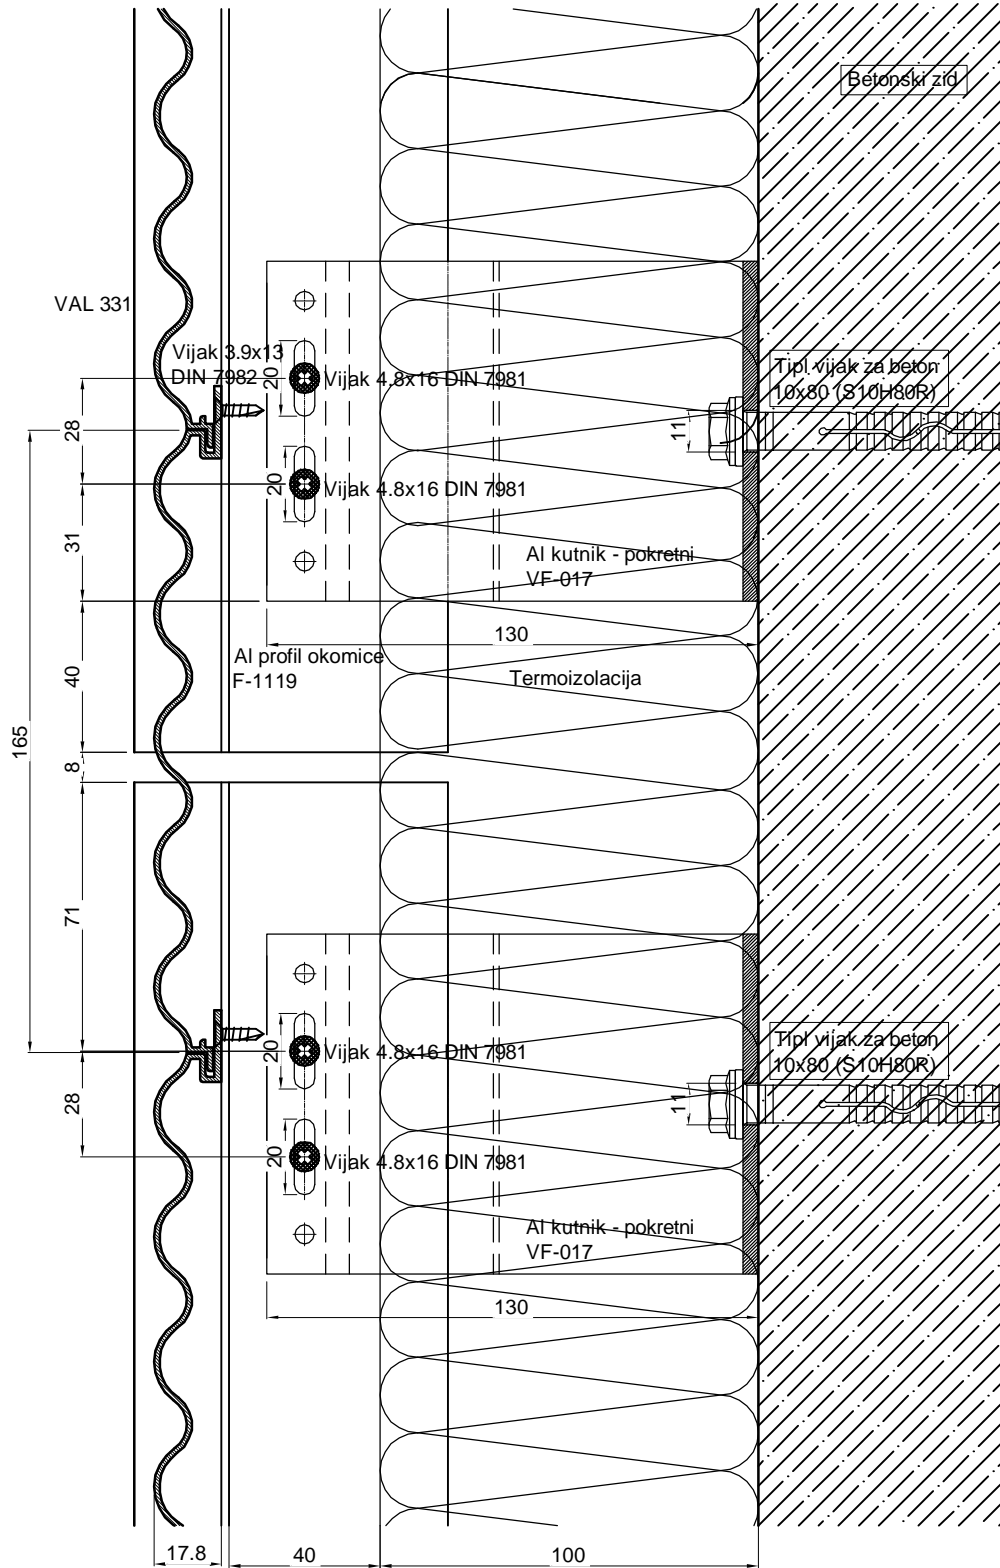 Betonski zid
VAL 331
Vijak 3.9x13
DIN 7982
20
Vijak 4.8x16 DIN 7981
Tipl vijak za beton
10x80 (S10H80R)
28
11
20
Vijak 4.8x16 DIN 7981
31
Al kutnik - pokretni
VF-017
130
Al profil okomice
F-1119
Termoizolacija
40
165
8
71
20
Vijak 4.8x16 DIN 7981
Tipl vijak za beton
10x80 (S10H80R)
28
11
20
Vijak 4.8x16 DIN 7981
Al kutnik - pokretni
VF-017
130
17.8
40
100